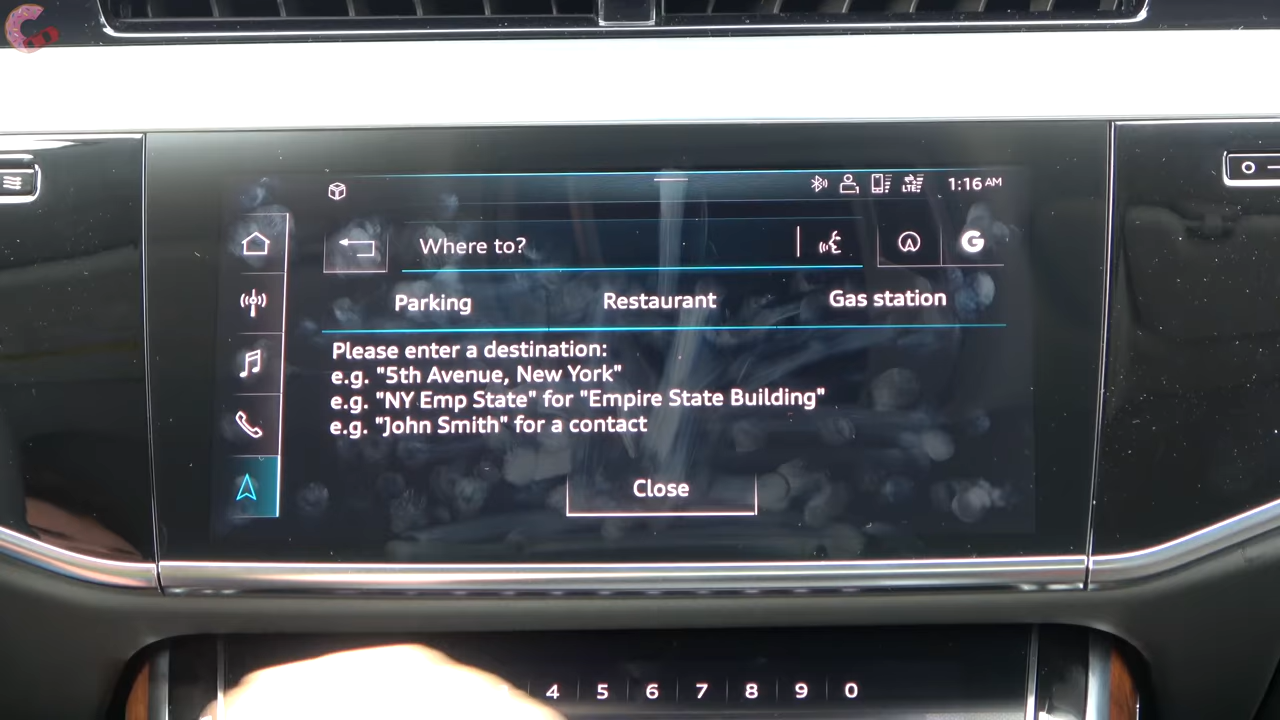 LTE 1:16 AM
Where to? G
Parking Restaurant Gas station
Please enter a destination:
e.g. "5th Avenue, New York"
e.g. "NY Emp State" for "Empire State Building"
e.g. "John Smith" for a contact
Close
4 5 6 7 8 9 0